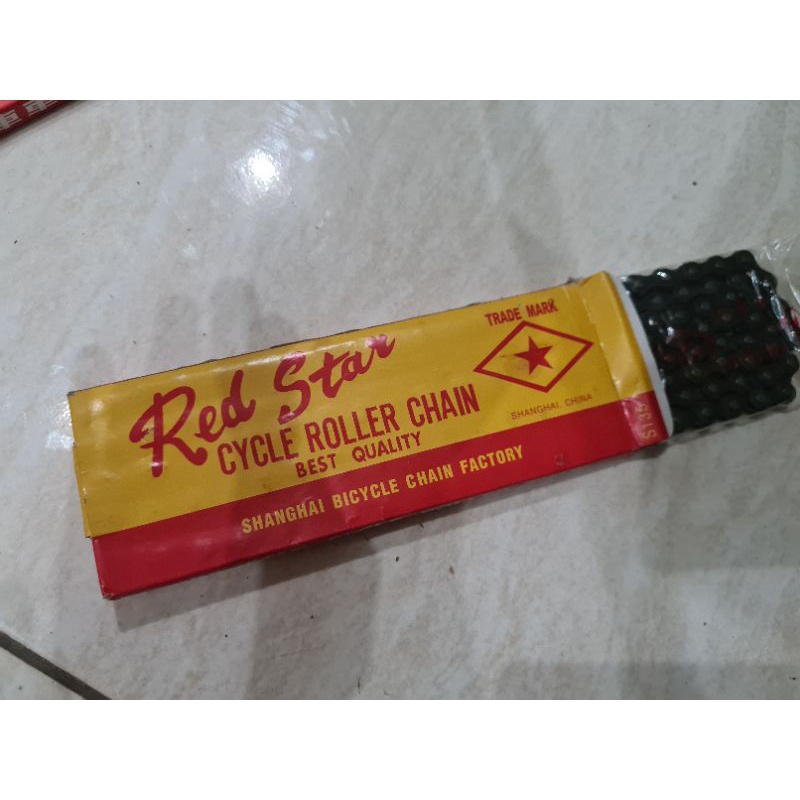 Red Star
CYCLE ROLLER CHAIN
BEST QUALITY
SHANGHAI BICYCLE CHAIN FACTORY
TRADE MARK
SHANGHAI, CHINA